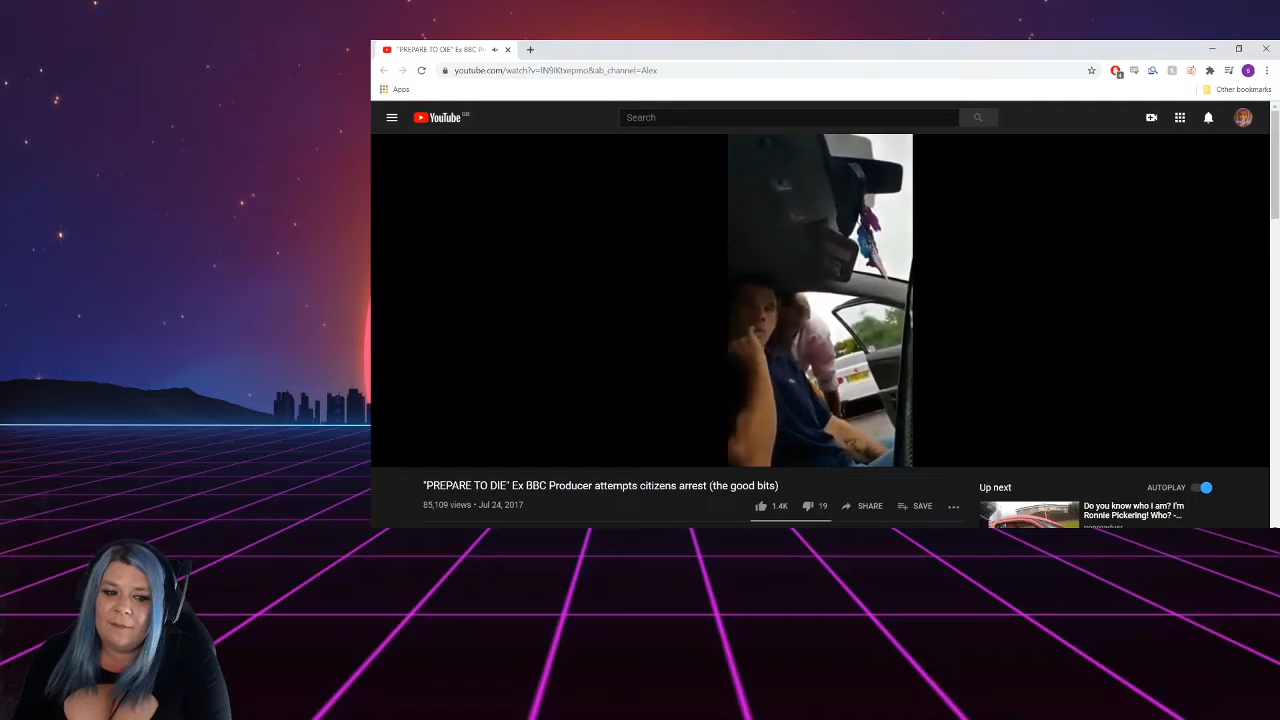 "PREPARE TO DIE" Ex BBC Pr
youtube.com/watch?v=lN9IKtxepmo&ab_channel=Alex
Apps
Other bookmarks
YouTube GB
Search
"PREPARE TO DIE" Ex BBC Producer attempts citizens arrest (the good bits)
85,109 views • Jul 24, 2017
1.4K
19
SHARE
SAVE
Up next
AUTOPLAY
Do you know who I am? I'm
Ronnie Pickering! Who? -...